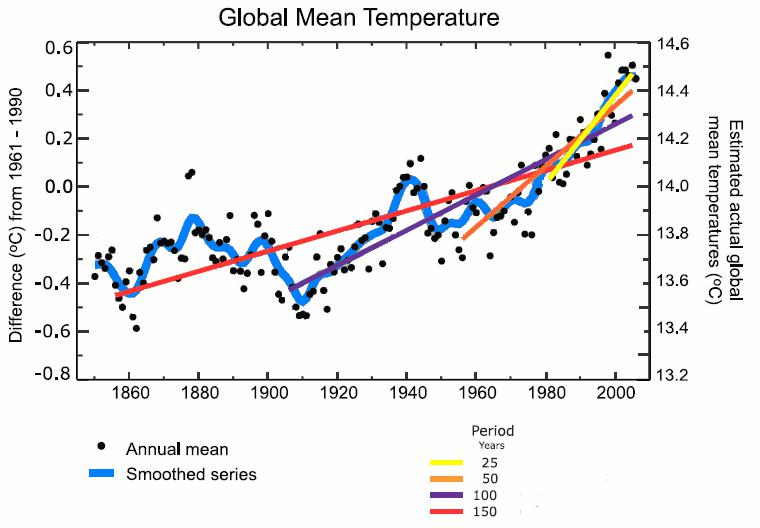 Global Mean Temperature
Difference (ºC) from 1961 - 1990
0.6
0.4
0.2
0.0
-0.2
-0.4
-0.6
-0.8
14.6
14.4
14.2
14.0
13.8
13.6
13.4
13.2
Estimated actual global
mean temperatures (ºC)
1860 1880 1900 1920 1940 1960 1980 2000
Annual mean
Smoothed series
Period
Years
25
50
100
150